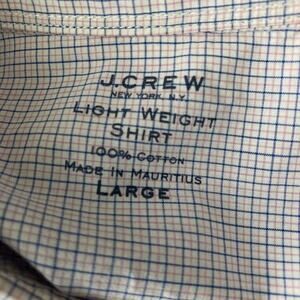 J.CREW
NEW YORK, N.Y.
LIGHT WEIGHT
SHIRT
100% COTTON
MADE IN MAURITIUS
LARGE